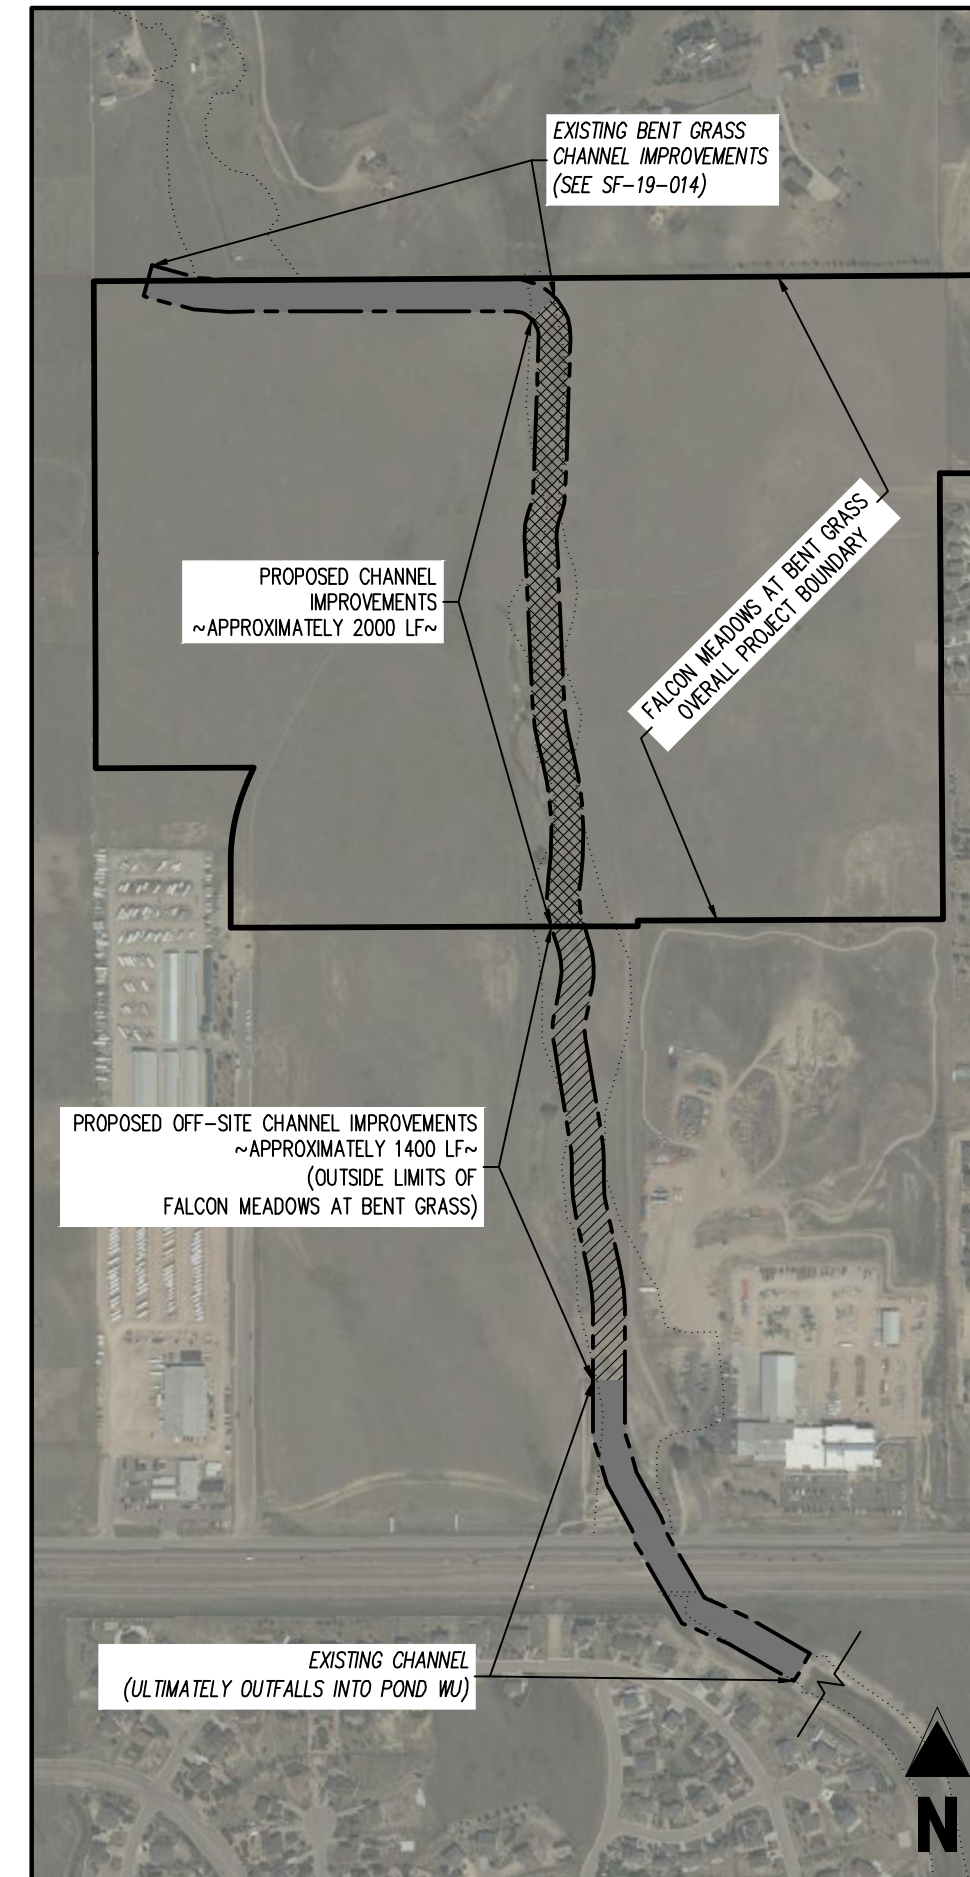 EXISTING BENT GRASS
CHANNEL IMPROVEMENTS
(SEE SF-19-014)
PROPOSED CHANNEL
IMPROVEMENTS
~APPROXIMATELY 2000 LF~
FALCON MEADOWS AT BENT GRASS
OVERALL PROJECT BOUNDARY
PROPOSED OFF-SITE CHANNEL IMPROVEMENTS
~APPROXIMATELY 1400 LF~
(OUTSIDE LIMITS OF
FALCON MEADOWS AT BENT GRASS)
EXISTING CHANNEL
(ULTIMATELY OUTFALLS INTO POND WU)
N